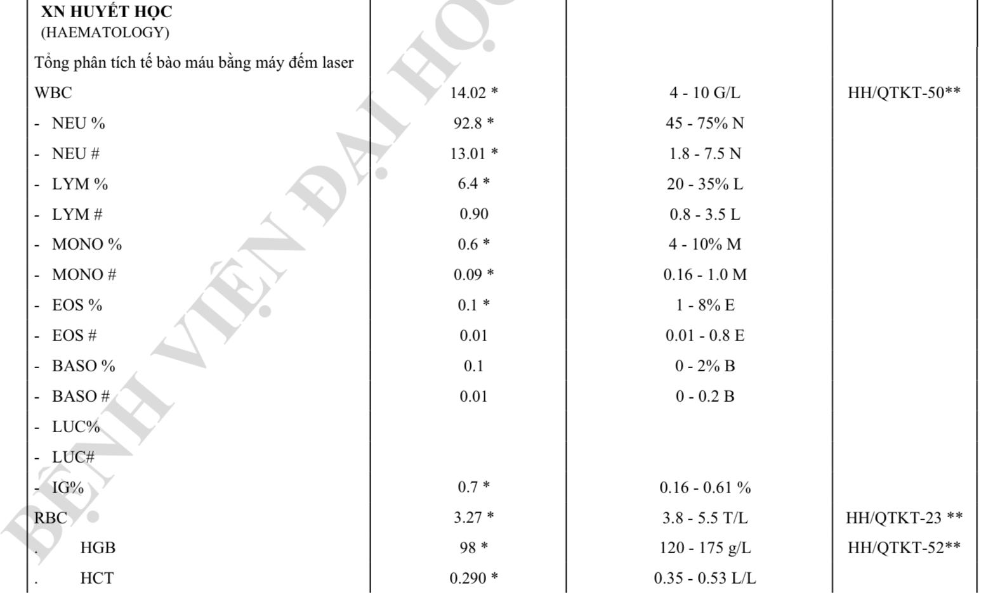 XN HUYẾT HỌC
(HAEMATOLOGY)
Tổng phân tích tế bào máu bằng máy đếm laser
WBC 14.02 * 4 - 10 G/L HH/QTKT-50**
- NEU % 92.8 * 45 - 75% N
- NEU # 13.01 * 1.8 - 7.5 N
- LYM % 6.4 * 20 - 35% L
- LYM # 0.90 0.8 - 3.5 L
- MONO % 0.6 * 4 - 10% M
- MONO # 0.09 * 0.16 - 1.0 M
- EOS % 0.1 * 1 - 8% E
- EOS # 0.01 0.01 - 0.8 E
- BASO % 0.1 0 - 2% B
- BASO # 0.01 0 - 0.2 B
- LUC%
- LUC#
- IG% 0.7 * 0.16 - 0.61 %
RBC 3.27 * 3.8 - 5.5 T/L HH/QTKT-23 **
. HGB 98 * 120 - 175 g/L HH/QTKT-52**
. HCT 0.290 * 0.35 - 0.53 L/L
BỆNH VIỆN ĐẠI HỌC